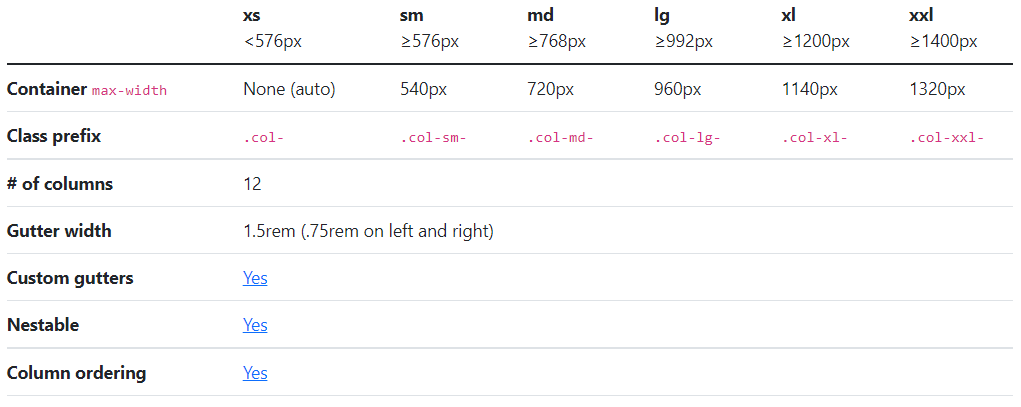 xs sm md lg xl xxl
<576px ≥576px ≥768px ≥992px ≥1200px ≥1400px
Container max-width None (auto) 540px 720px 960px 1140px 1320px
Class prefix .col- .col-sm- .col-md- .col-lg- .col-xl- .col-xxl-
# of columns 12
Gutter width 1.5rem (.75rem on left and right)
Custom gutters Yes
Nestable Yes
Column ordering Yes